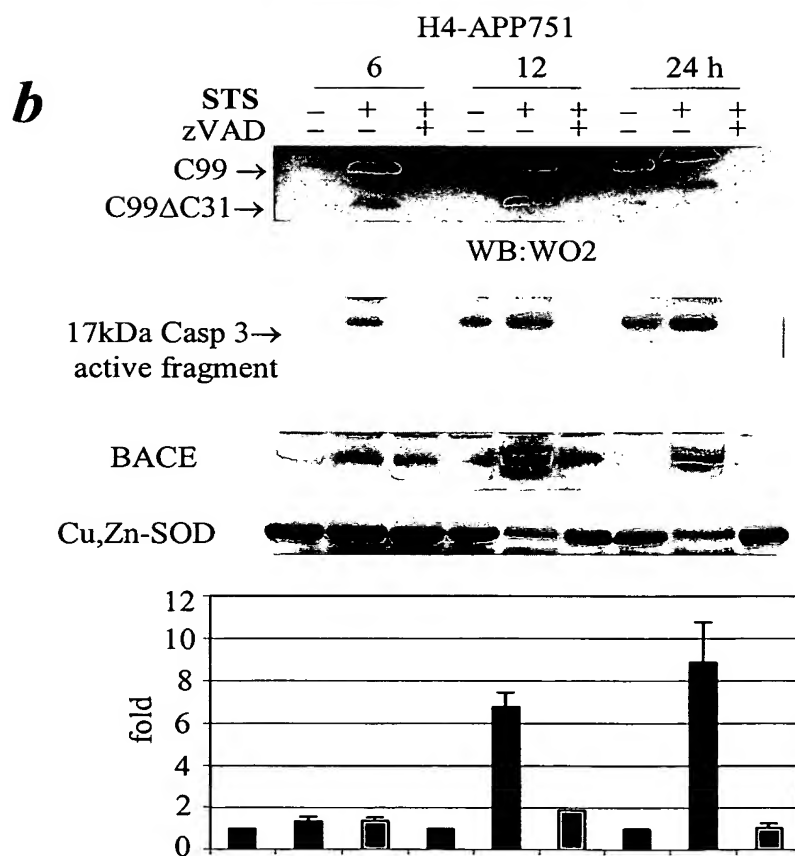 H4-APP751
b
6 12 24 h
STS – + + – + + – + +
zVAD – – + – – + – – +
C99 →
C99ΔC31→
WB:WO2
17kDa Casp 3→
active fragment
BACE
Cu,Zn-SOD
12
10
8
6
4
2
0
fold